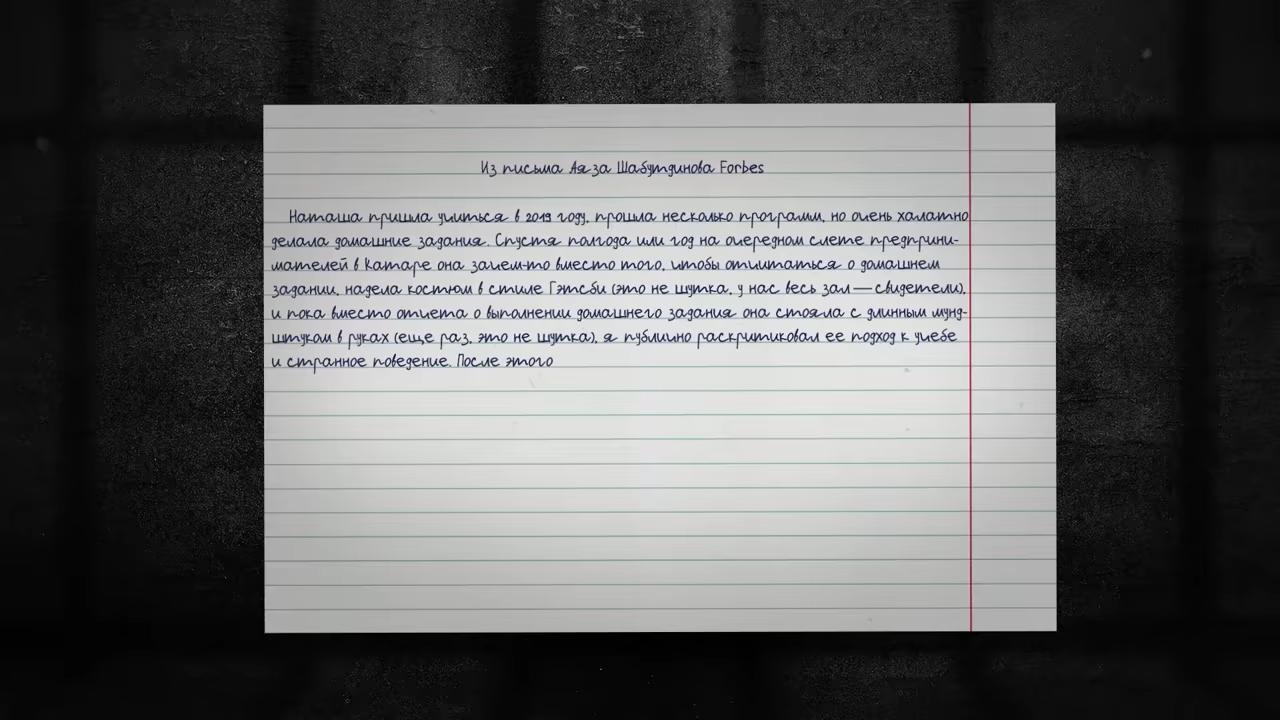 Из письма Аяза Шабутдинова Forbes
Наташа пришла учиться в 2019 году, прошла несколько программ, но очень халатно
делала домашние задания. Спустя полгода или год на очередном слете предприни-
мателей в Катаре она зачем-то вместо того, чтобы отчитаться о домашнем
задании, надела костюм в стиле Гэтсби (это не шутка, у нас весь зал — свидетели),
и пока вместо отчета о выполнении домашнего задания она стояла с длинным мунд-
штуком в руках (еще раз, это не шутка), я публично раскритиковал ее подход к учебе
и странное поведение. После этого